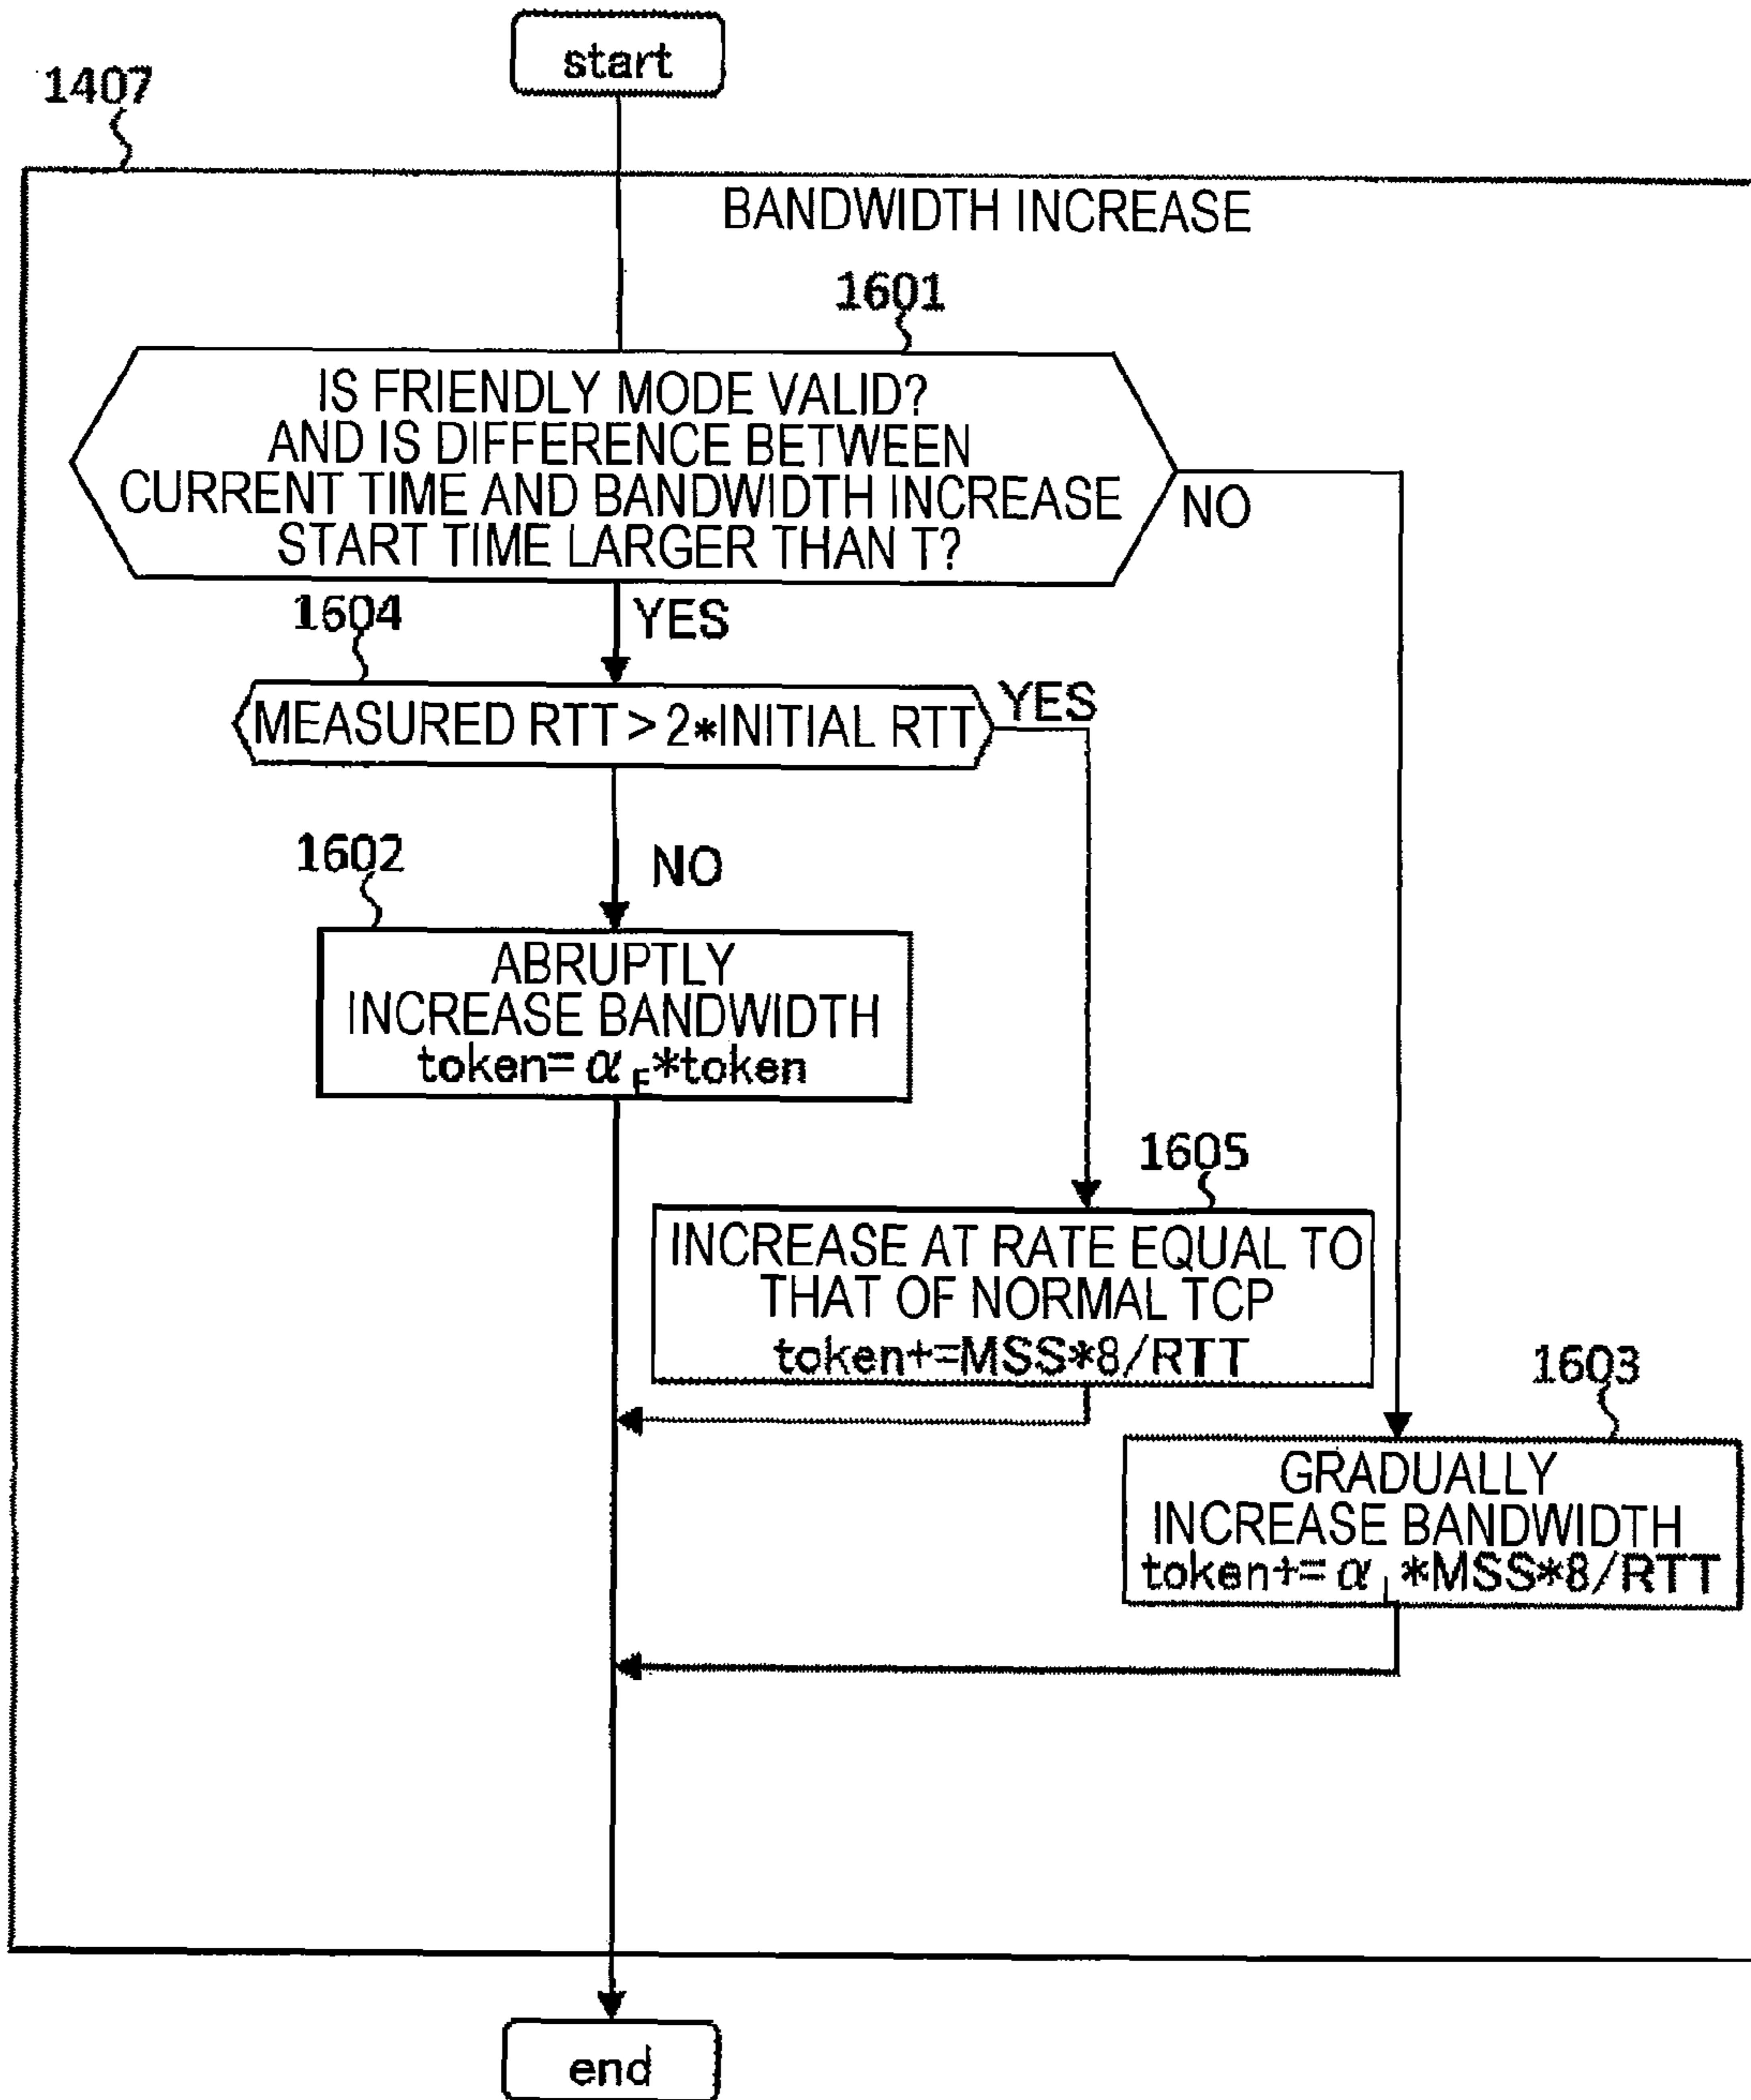 start
1407
BANDWIDTH INCREASE
1601
IS FRIENDLY MODE VALID?
AND IS DIFFERENCE BETWEEN
CURRENT TIME AND BANDWIDTH INCREASE
START TIME LARGER THAN T?
NO
YES
1604
MEASURED RTT > 2*INITIAL RTT
YES
NO
1602
ABRUPTLY
INCREASE BANDWIDTH
token= α E*token
1605
INCREASE AT RATE EQUAL TO
THAT OF NORMAL TCP
token+=MSS*8/RTT
1603
GRADUALLY
INCREASE BANDWIDTH
token+= α L*MSS*8/RTT
end